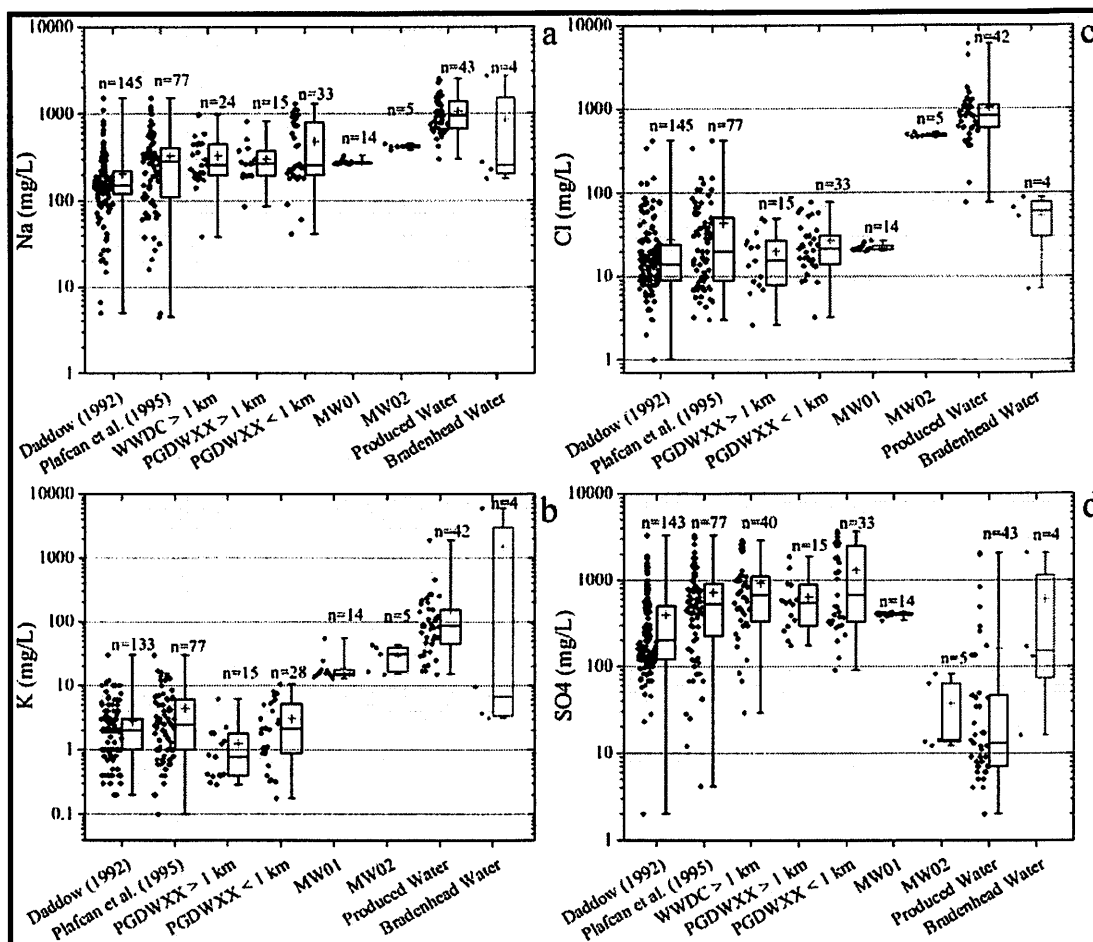 a
Na (mg/L)
10000
1000
100
10
1
n=145
n=77
n=24
n=15
n=33
n=14
n=5
n=43
n=4
Daddow (1992)
Plafcan et al. (1995)
WWDC > 1 km
PGDWXX > 1 km
PGDWXX < 1 km
MW01
MW02
Produced Water
Bradenhead Water
c
Cl (mg/L)
10000
1000
100
10
1
n=145
n=77
n=15
n=33
n=14
n=5
n=42
n=4
Daddow (1992)
Plafcan et al. (1995)
PGDWXX > 1 km
PGDWXX < 1 km
MW01
MW02
Produced Water
Bradenhead Water
b
K (mg/L)
10000
1000
100
10
1
0.1
n=133
n=77
n=15
n=28
n=14
n=5
n=42
n=4
Daddow (1992)
Plafcan et al. (1995)
PGDWXX > 1 km
PGDWXX < 1 km
MW01
MW02
Produced Water
Bradenhead Water
d
SO4 (mg/L)
10000
1000
100
10
1
n=143
n=77
n=40
n=15
n=33
n=14
n=5
n=43
n=4
Daddow (1992)
Plafcan et al. (1995)
WWDC > 1 km
PGDWXX > 1 km
PGDWXX < 1 km
MW01
MW02
Produced Water
Bradenhead Water